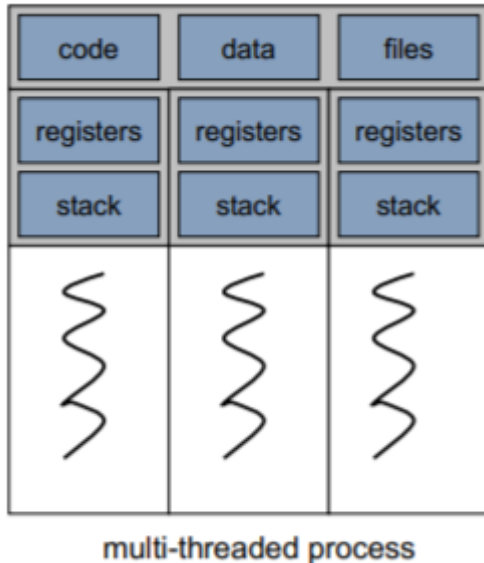 code data files
registers registers registers
stack stack stack
multi-threaded process